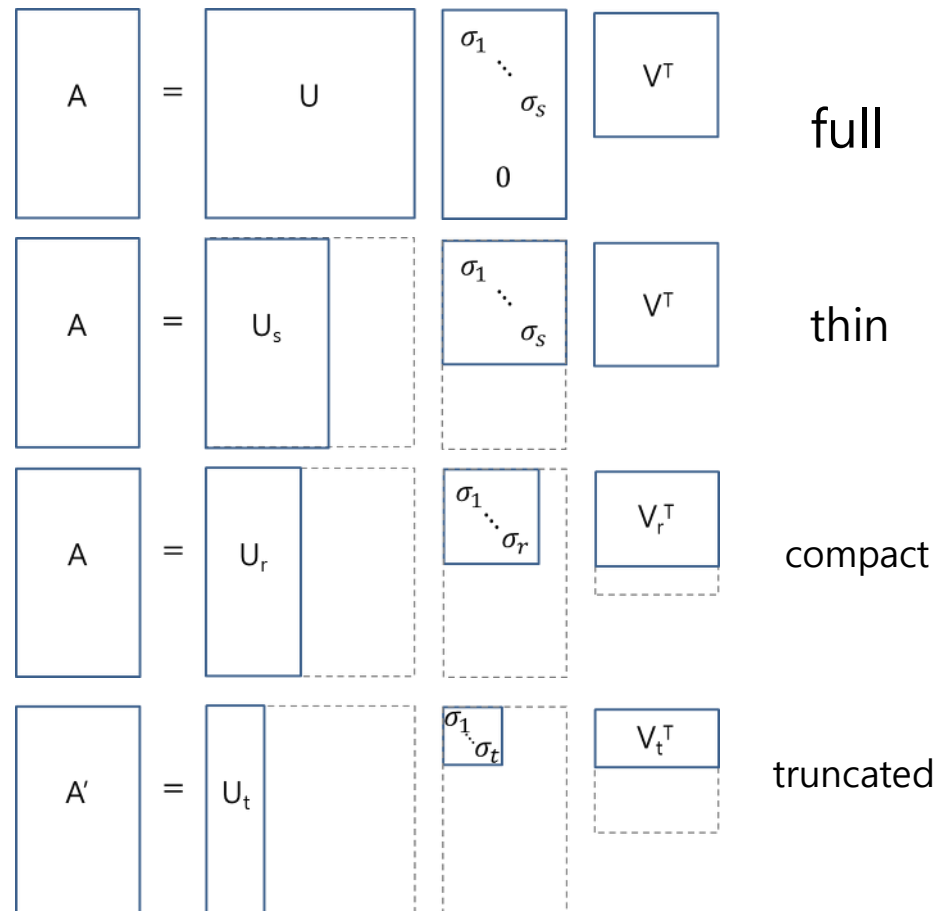 A = U σ₁ ⋱ σₛ 0 Vᵀ full
A = Uₛ σ₁ ⋱ σₛ Vᵀ thin
A = Uᵣ σ₁ ⋱ σᵣ Vᵣᵀ compact
A′ = Uₜ σ₁ ⋱ σₜ Vₜᵀ truncated